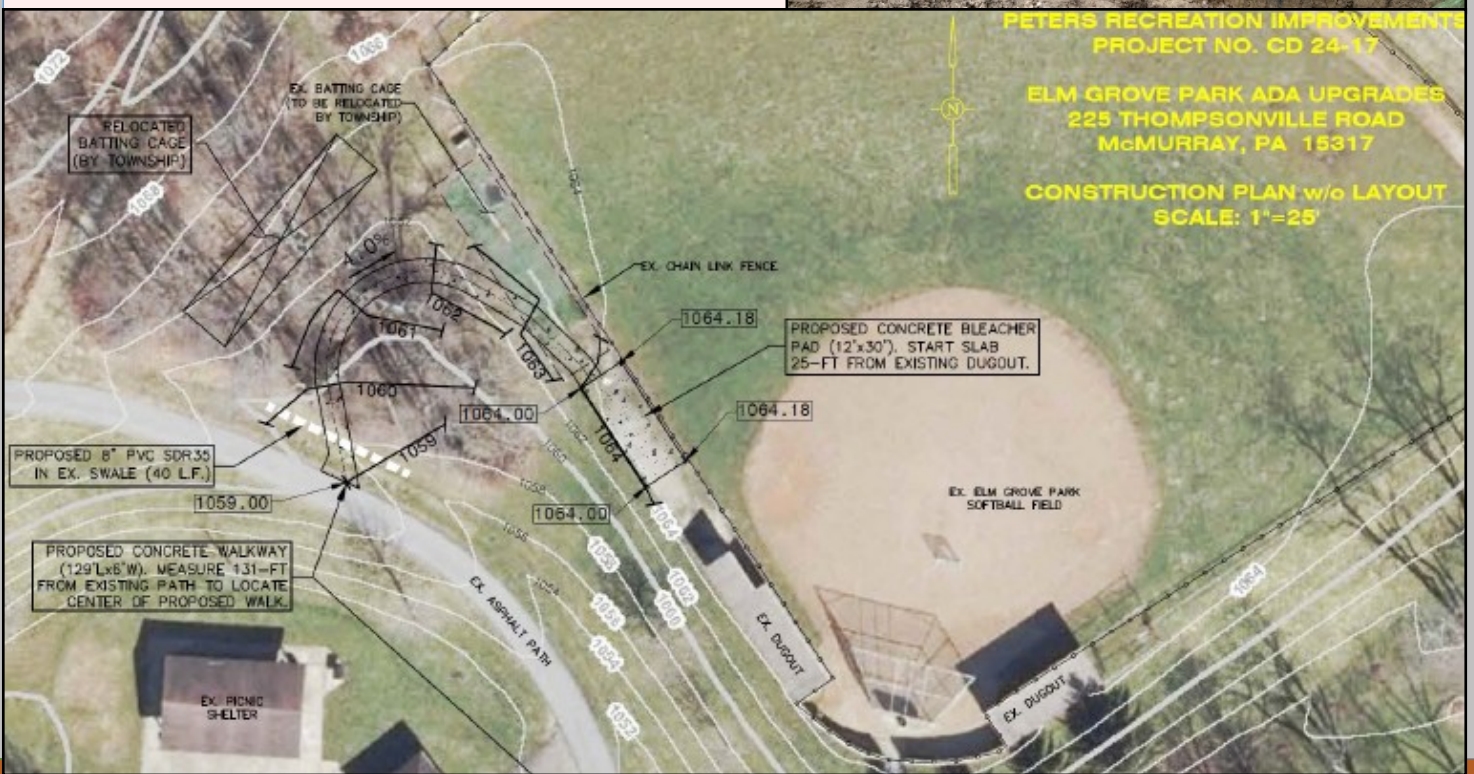 PETERS RECREATION IMPROVEMENTS
PROJECT NO. CD 24-17
ELM GROVE PARK ADA UPGRADES
225 THOMPSONVILLE ROAD
McMURRAY, PA 15317
CONSTRUCTION PLAN w/o LAYOUT
SCALE: 1"=25'
N
1072
1066
EX. BATTING CAGE
(TO BE RELOCATED
BY TOWNSHIP)
RELOCATED
BATTING CAGE
(BY TOWNSHIP)
1068
1064
1.0%
EX. CHAIN LINK FENCE
1062
1061
1063
1064.18
PROPOSED CONCRETE BLEACHER
PAD (12'x30'). START SLAB
25-FT FROM EXISTING DUGOUT.
1060
1064.00
1064.18
1064
1059
1062
1060
PROPOSED 8" PVC SDR35
IN EX. SWALE (40 L.F.)
1059.00
1058
1064.00
EX. ELM GROVE PARK
SOFTBALL FIELD
1064
1056
1058
PROPOSED CONCRETE WALKWAY
(129'Lx6'W). MEASURE 131-FT
FROM EXISTING PATH TO LOCATE
CENTER OF PROPOSED WALK.
1054
1062
1064
EX. ASPHALT PATH
1054
EX. DUGOUT
EX. PICNIC
SHELTER
EX. DUGOUT
1052